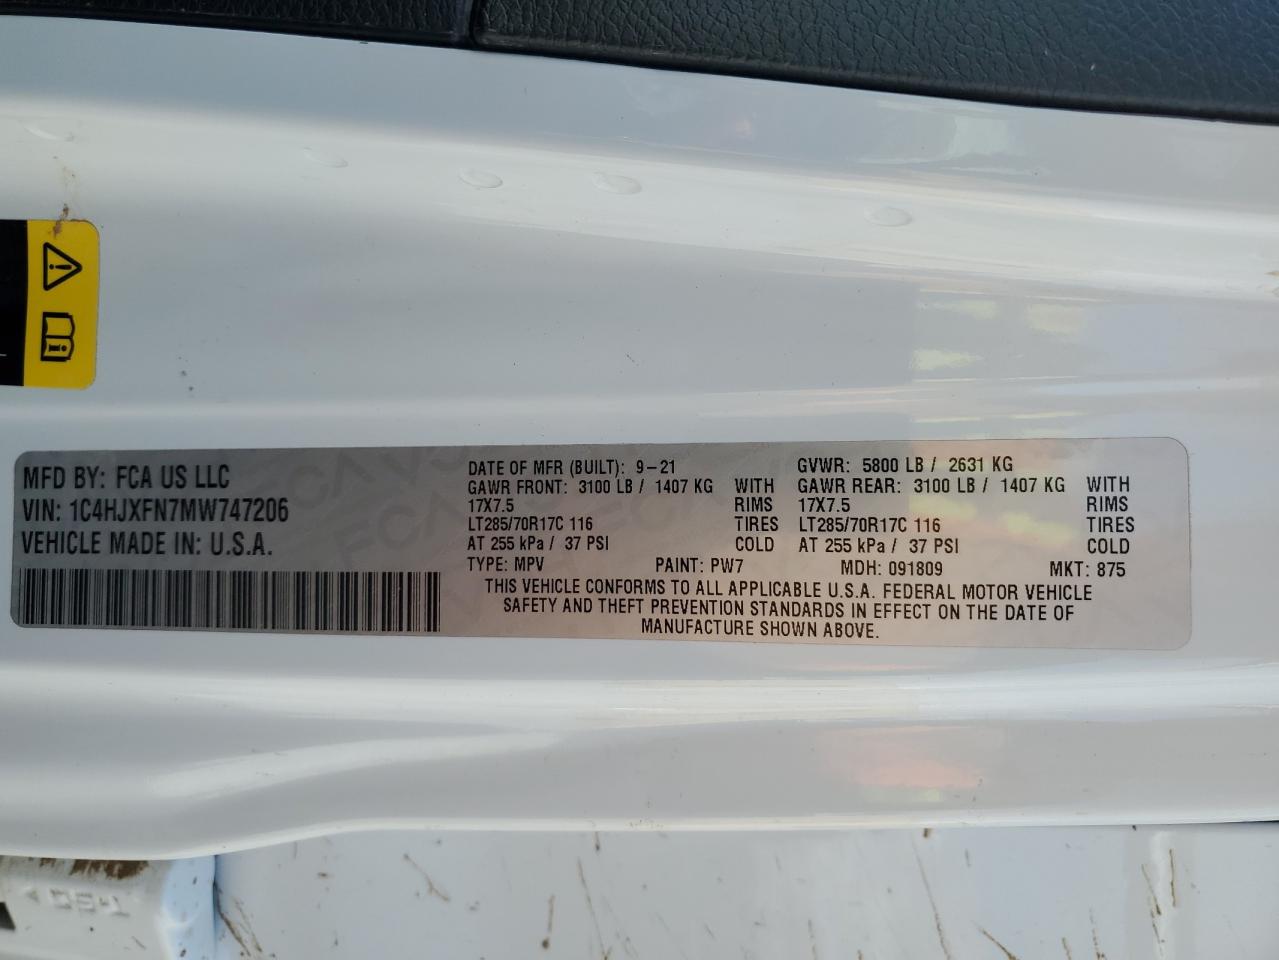 MFD BY: FCA US LLC
VIN: 1C4HJXFN7MW747206
VEHICLE MADE IN: U.S.A.
DATE OF MFR (BUILT): 9-21
GAWR FRONT: 3100 LB / 1407 KG WITH
17X7.5 RIMS
LT285/70R17C 116 TIRES
AT 255 kPa / 37 PSI COLD
GVWR: 5800 LB / 2631 KG
GAWR REAR: 3100 LB / 1407 KG WITH
17X7.5 RIMS
LT285/70R17C 116 TIRES
AT 255 kPa / 37 PSI COLD
TYPE: MPV PAINT: PW7 MDH: 091809 MKT: 875
THIS VEHICLE CONFORMS TO ALL APPLICABLE U.S.A. FEDERAL MOTOR VEHICLE
SAFETY AND THEFT PREVENTION STANDARDS IN EFFECT ON THE DATE OF
MANUFACTURE SHOWN ABOVE.